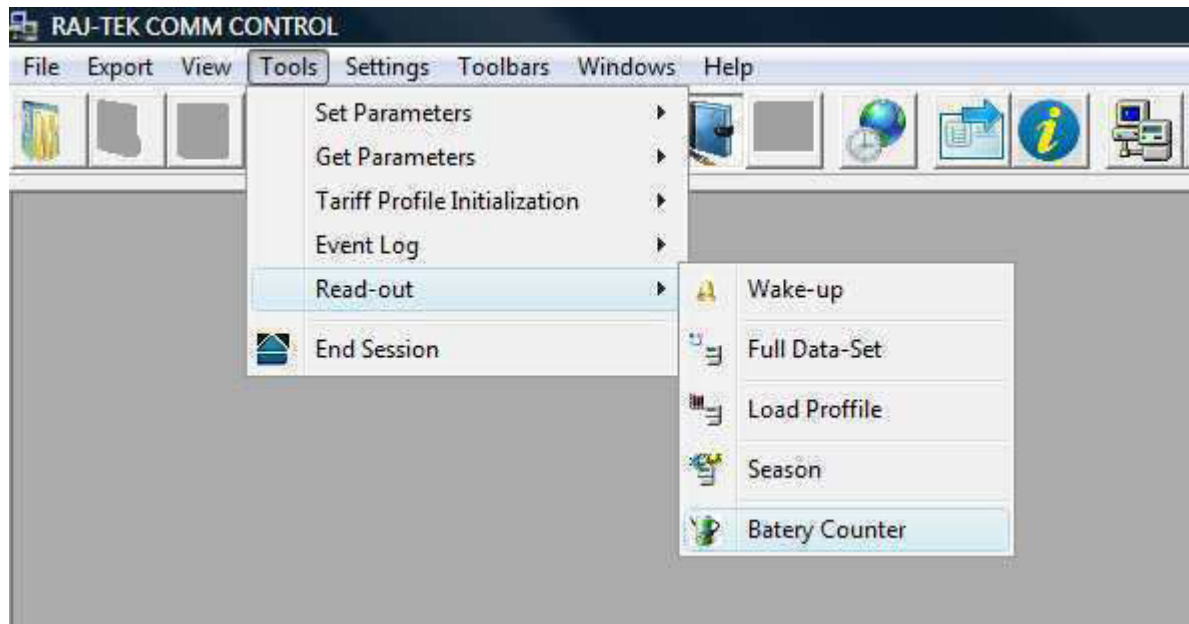 RAJ-TEK COMM CONTROL
File Export View Tools Settings Toolbars Windows Help
Set Parameters
Get Parameters
Tariff Profile Initialization
Event Log
Read-out
End Session
Wake-up
Full Data-Set
Load Proffile
Season
Batery Counter